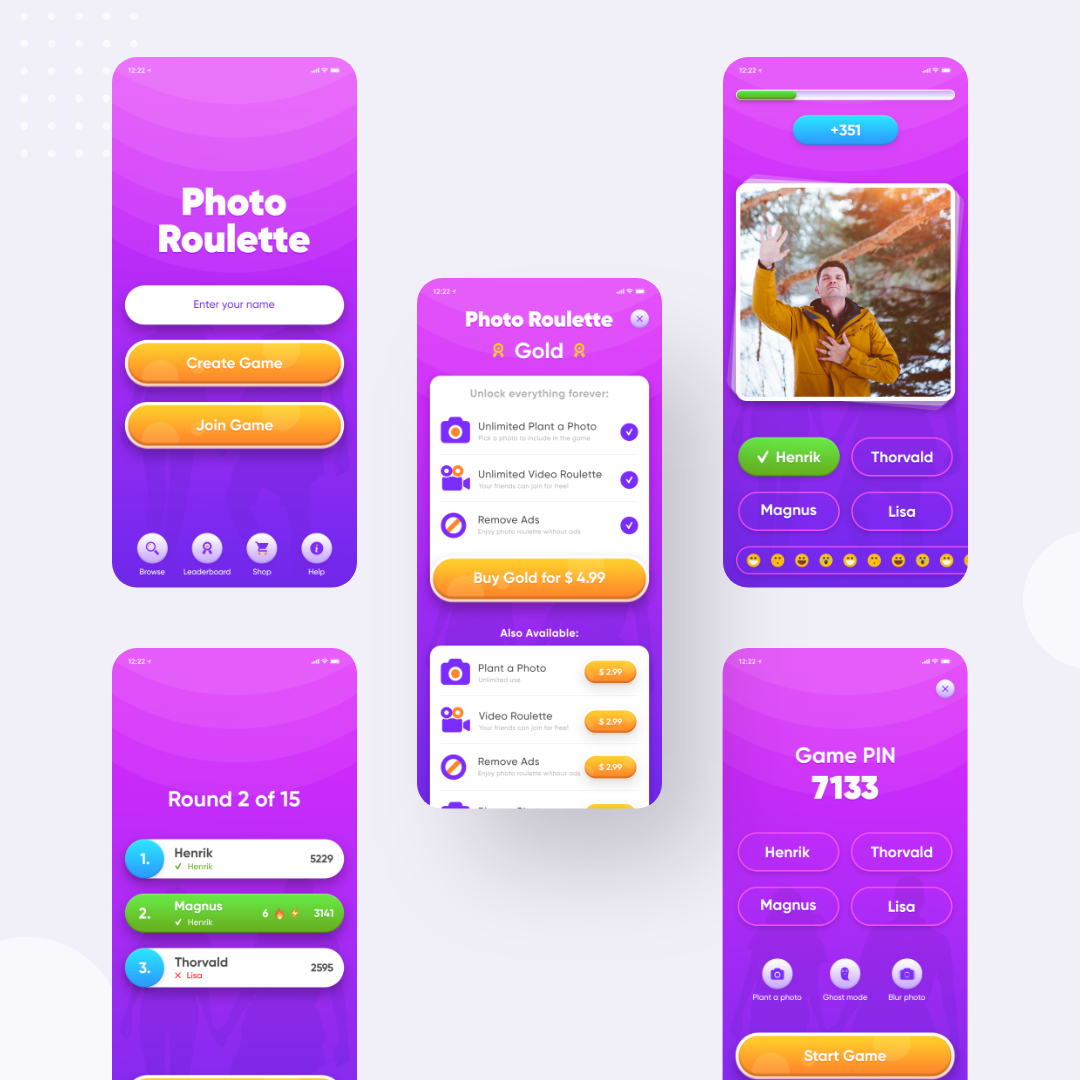 12:22
Photo
Roulette
Enter your name
Create Game
Join Game
Browse
Leaderboard
Shop
Help
12:22
Round 2 of 15
1.
Henrik
Henrik
5229
2.
Magnus
Henrik
6
3141
3.
Thorvald
Lisa
2595
12:22
Photo Roulette
Gold
Unlock everything forever:
Unlimited Plant a Photo
Pick a photo to include in the game
Unlimited Video Roulette
Your friends can join for free!
Remove Ads
Enjoy photo roulette without ads
Buy Gold for $ 4.99
Also Available:
Plant a Photo
Unlimited use
$ 2.99
Video Roulette
Your friends can join for free!
$ 2.99
Remove Ads
Enjoy photo roulette without ads
$ 2.99
12:22
+351
Henrik
Thorvald
Magnus
Lisa
12:22
Game PIN
7133
Henrik
Thorvald
Magnus
Lisa
Plant a photo
Ghost mode
Blur photo
Start Game